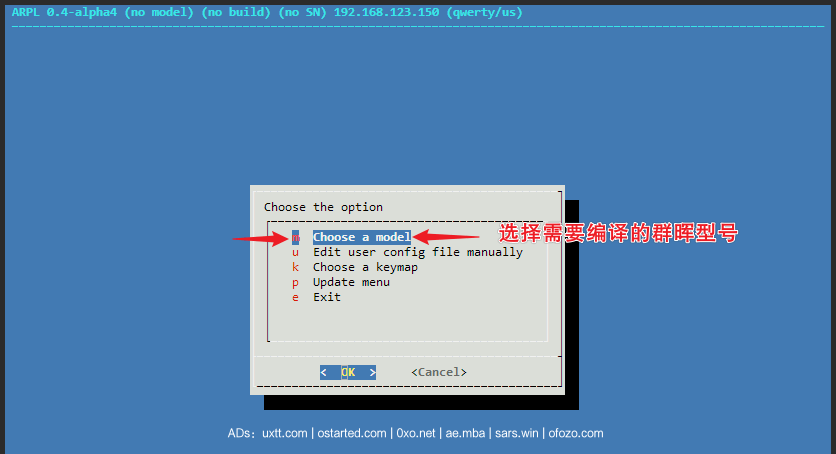 ARPL 0.4-alpha4 (no model) (no build) (no SN) 192.168.123.150 (qwerty/us)
Choose the option
m Choose a model
选择需要编译的群晖型号
u Edit user config file manually
k Choose a keymap
p Update menu
e Exit
< OK > <Cancel>
ADs：uxtt.com | ostarted.com | 0xo.net | ae.mba | sars.win | ofozo.com